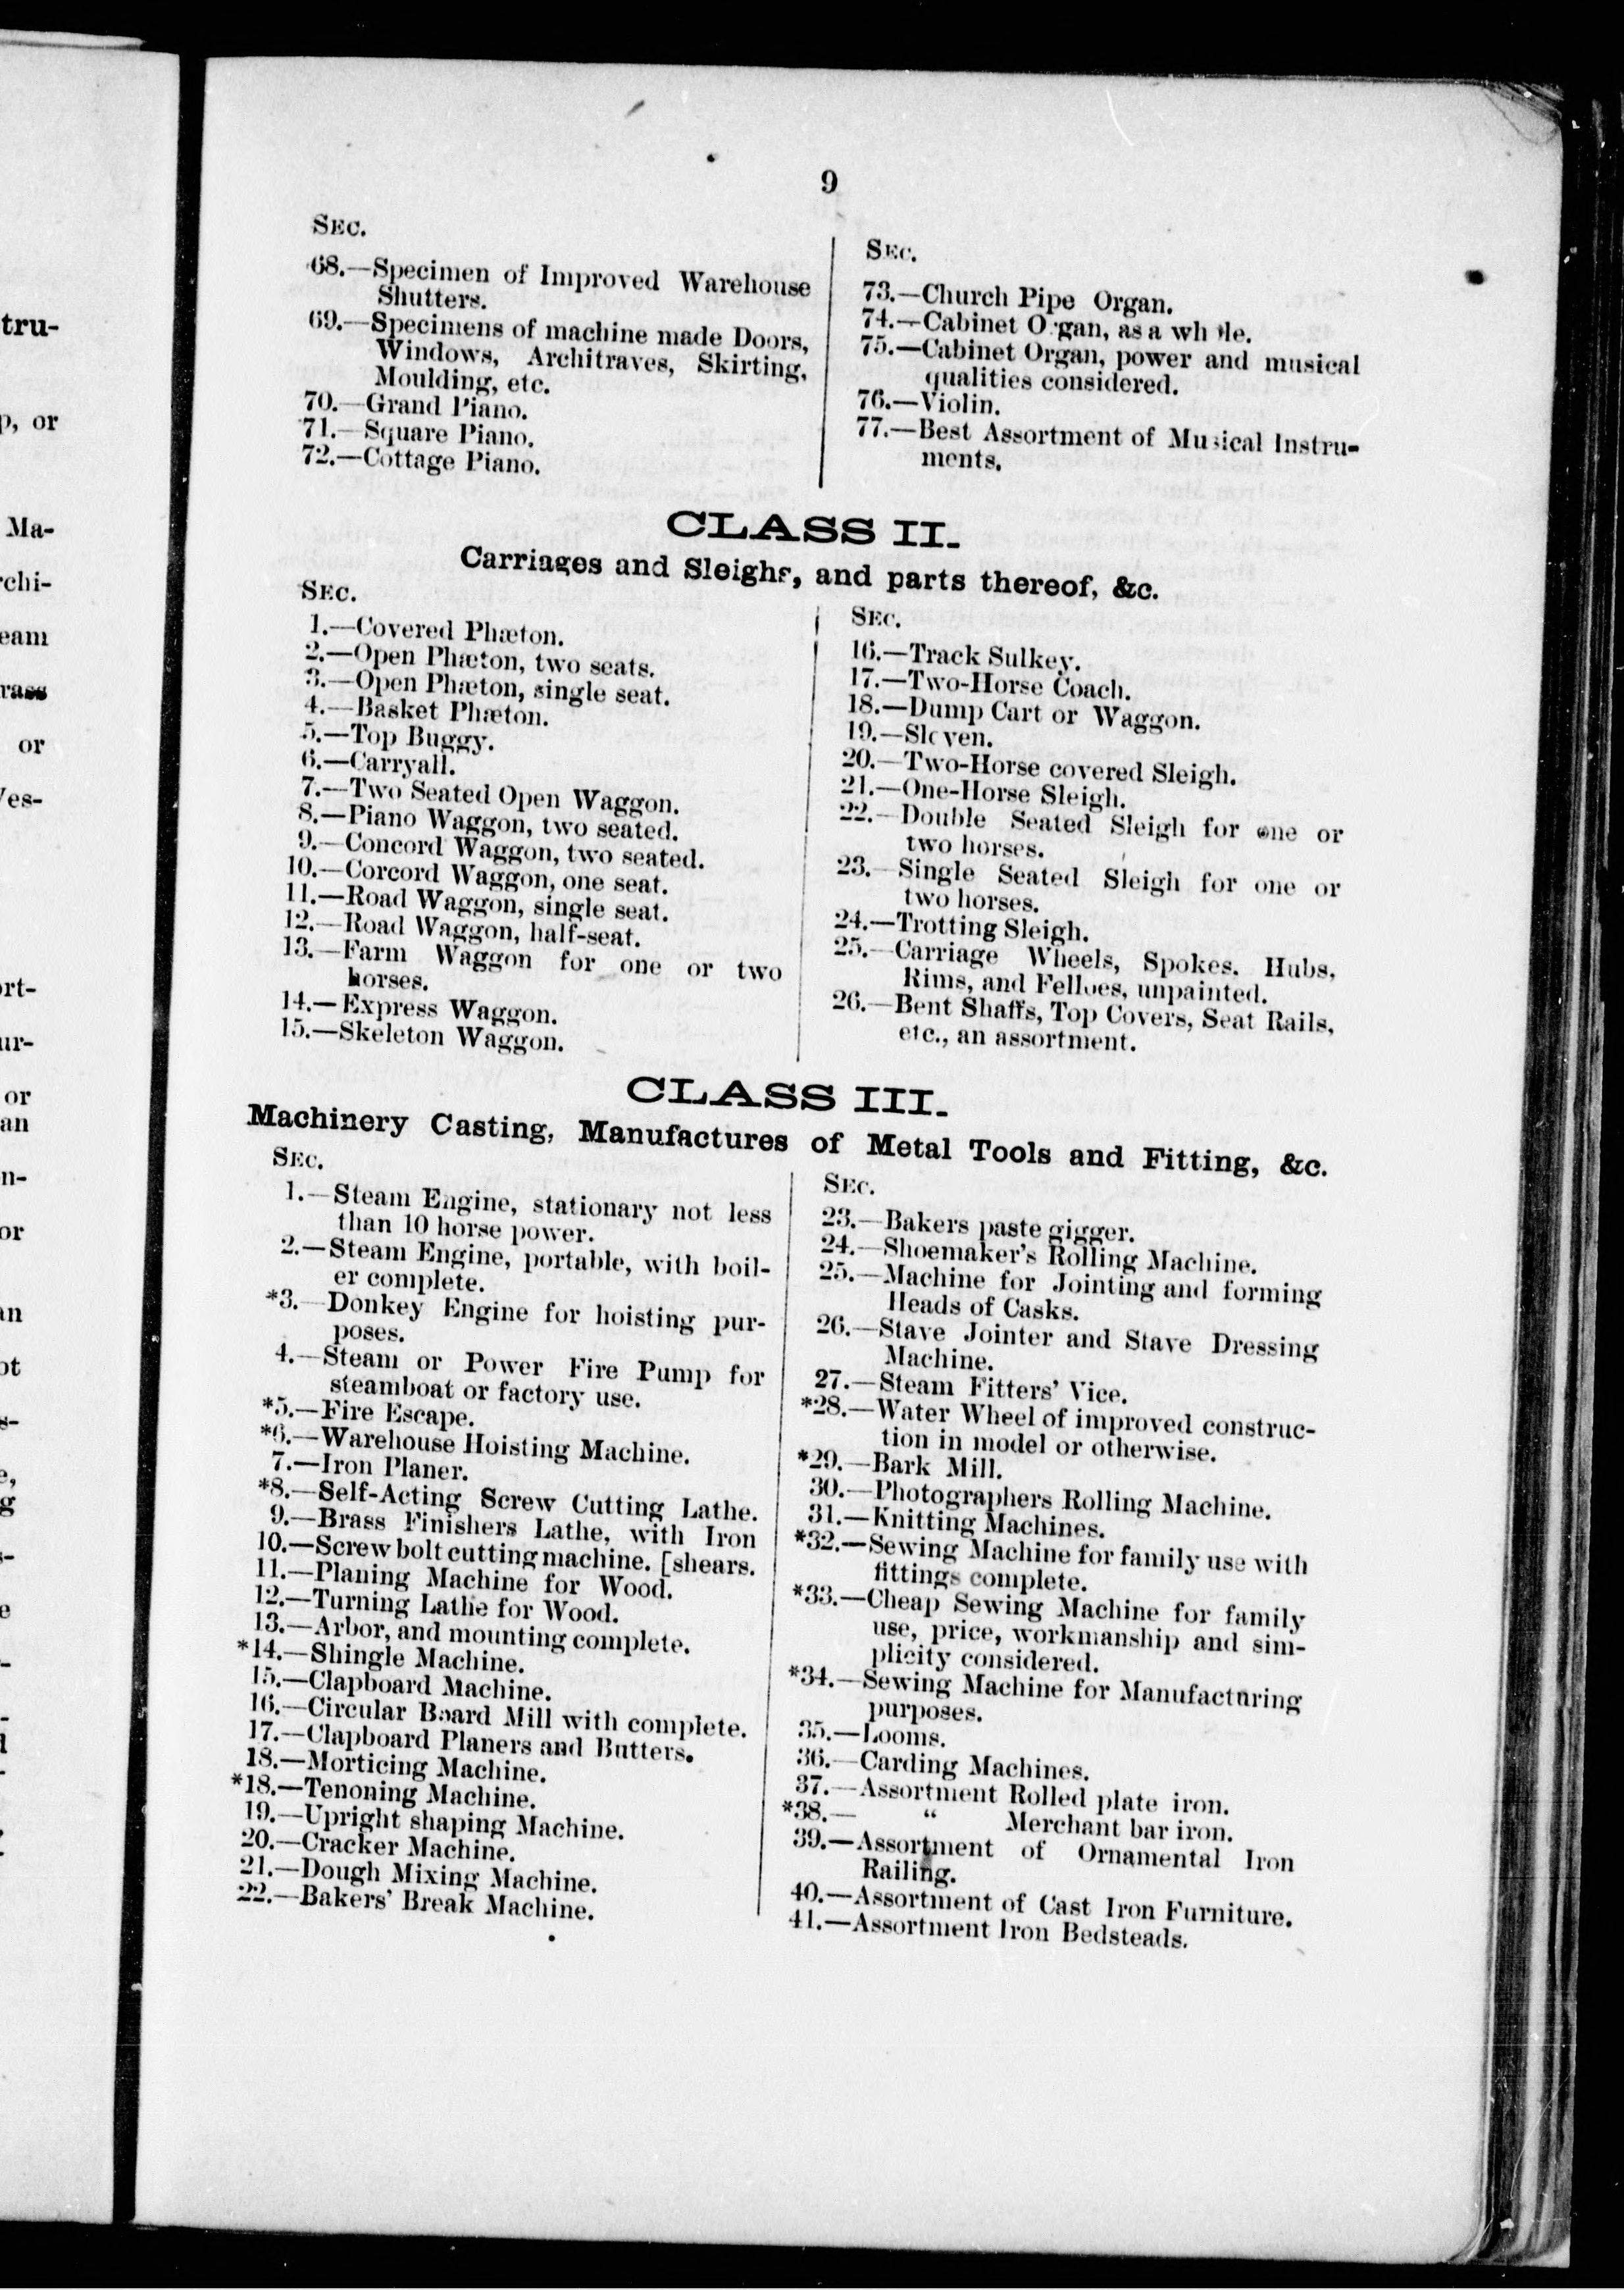 tru-
or
Ma-
chi-
eam
rass
or
es-
rt-
ur-
or
an
n-
or
an
ot
s-
9
SEC.
68.—Specimen of Improved Warehouse
Shutters.
69.—Specimens of machine made Doors,
Windows, Architraves, Skirting,
Moulding, etc.
70.—Grand Piano.
71.—Square Piano.
72.—Cottage Piano.
SEC.
73.—Church Pipe Organ.
74.—Cabinet Organ, as a whole.
75.—Cabinet Organ, power and musical
qualities considered.
76.—Violin.
77.—Best Assortment of Musical Instru-
ments.
CLASS II.
Carriages and Sleighs, and parts thereof, &c.
SEC.
1.—Covered Phæton.
2.—Open Phæton, two seats.
3.—Open Phæton, single seat.
4.—Basket Phæton.
5.—Top Buggy.
6.—Carryall.
7.—Two Seated Open Waggon.
8.—Piano Waggon, two seated.
9.—Concord Waggon, two seated.
10.—Corcord Waggon, one seat.
11.—Road Waggon, single seat.
12.—Road Waggon, half-seat.
13.—Farm Waggon for one or two
horses.
14.—Express Waggon.
15.—Skeleton Waggon.
SEC.
16.—Track Sulkey.
17.—Two-Horse Coach.
18.—Dump Cart or Waggon.
19.—Sloven.
20.—Two-Horse covered Sleigh.
21.—One-Horse Sleigh.
22.—Double Seated Sleigh for one or
two horses.
23.—Single Seated Sleigh for one or
two horses.
24.—Trotting Sleigh.
25.—Carriage Wheels, Spokes. Hubs,
Rims, and Felloes, unpainted.
26.—Bent Shaffs, Top Covers, Seat Rails,
etc., an assortment.
CLASS III.
Machinery Casting, Manufactures of Metal Tools and Fitting, &c.
SEC.
1.—Steam Engine, stationary not less
than 10 horse power.
2.—Steam Engine, portable, with boil-
er complete.
*3.—Donkey Engine for hoisting pur-
poses.
4.—Steam or Power Fire Pump for
steamboat or factory use.
*5.—Fire Escape.
*6.—Warehouse Hoisting Machine.
7.—Iron Planer.
*8.—Self-Acting Screw Cutting Lathe.
9.—Brass Finishers Lathe, with Iron
10.—Screw bolt cutting machine. [shears.
11.—Planing Machine for Wood.
12.—Turning Lathe for Wood.
13.—Arbor, and mounting complete.
*14.—Shingle Machine.
15.—Clapboard Machine.
16.—Circular Board Mill with complete.
17.—Clapboard Planers and Butters.
18.—Morticing Machine.
*18.—Tenoning Machine.
19.—Upright shaping Machine.
20.—Cracker Machine.
21.—Dough Mixing Machine.
22.—Bakers' Break Machine.
SEC.
23.—Bakers paste gigger.
24.—Shoemaker's Rolling Machine.
25.—Machine for Jointing and forming
Heads of Casks.
26.—Stave Jointer and Stave Dressing
Machine.
27.—Steam Fitters' Vice.
*28.—Water Wheel of improved construc-
tion in model or otherwise.
*29.—Bark Mill.
30.—Photographers Rolling Machine.
31.—Knitting Machines.
*32.—Sewing Machine for family use with
fittings complete.
*33.—Cheap Sewing Machine for family
use, price, workmanship and sim-
plicity considered.
*34.—Sewing Machine for Manufacturing
purposes.
35.—Looms.
36.—Carding Machines.
37.—Assortment Rolled plate iron.
*38.— “ Merchant bar iron.
39.—Assortment of Ornamental Iron
Railing.
40.—Assortment of Cast Iron Furniture.
41.—Assortment Iron Bedsteads.